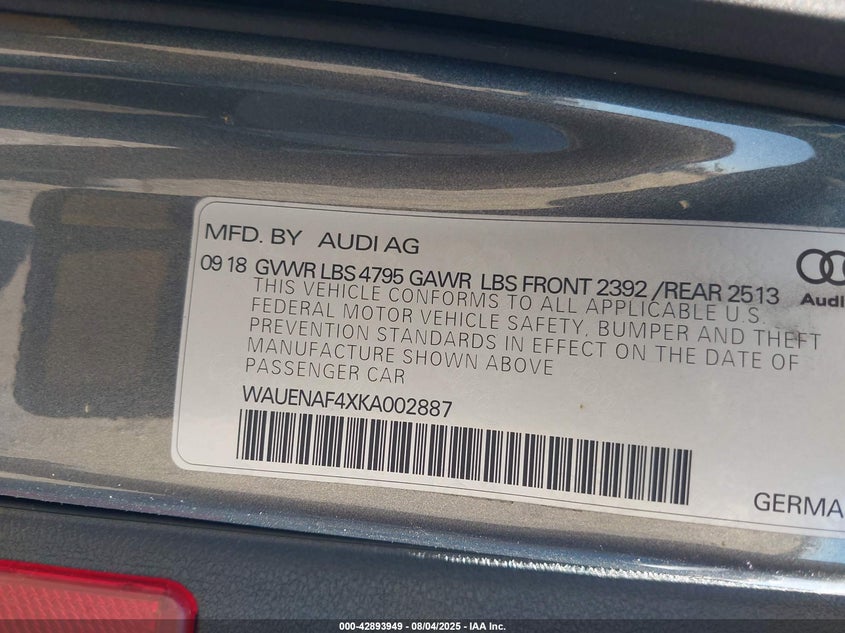 MFD. BY AUDI AG
09 18 GVWR LBS 4795 GAWR LBS FRONT 2392 /REAR 2513
THIS VEHICLE CONFORMS TO ALL APPLICABLE U.S.
FEDERAL MOTOR VEHICLE SAFETY, BUMPER AND THEFT
PREVENTION STANDARDS IN EFFECT ON THE DATE OF
MANUFACTURE SHOWN ABOVE
PASSENGER CAR
WAUENAF4XKA002887
Audi
GERMA
000-42893949 - 08/04/2025 - IAA Inc.